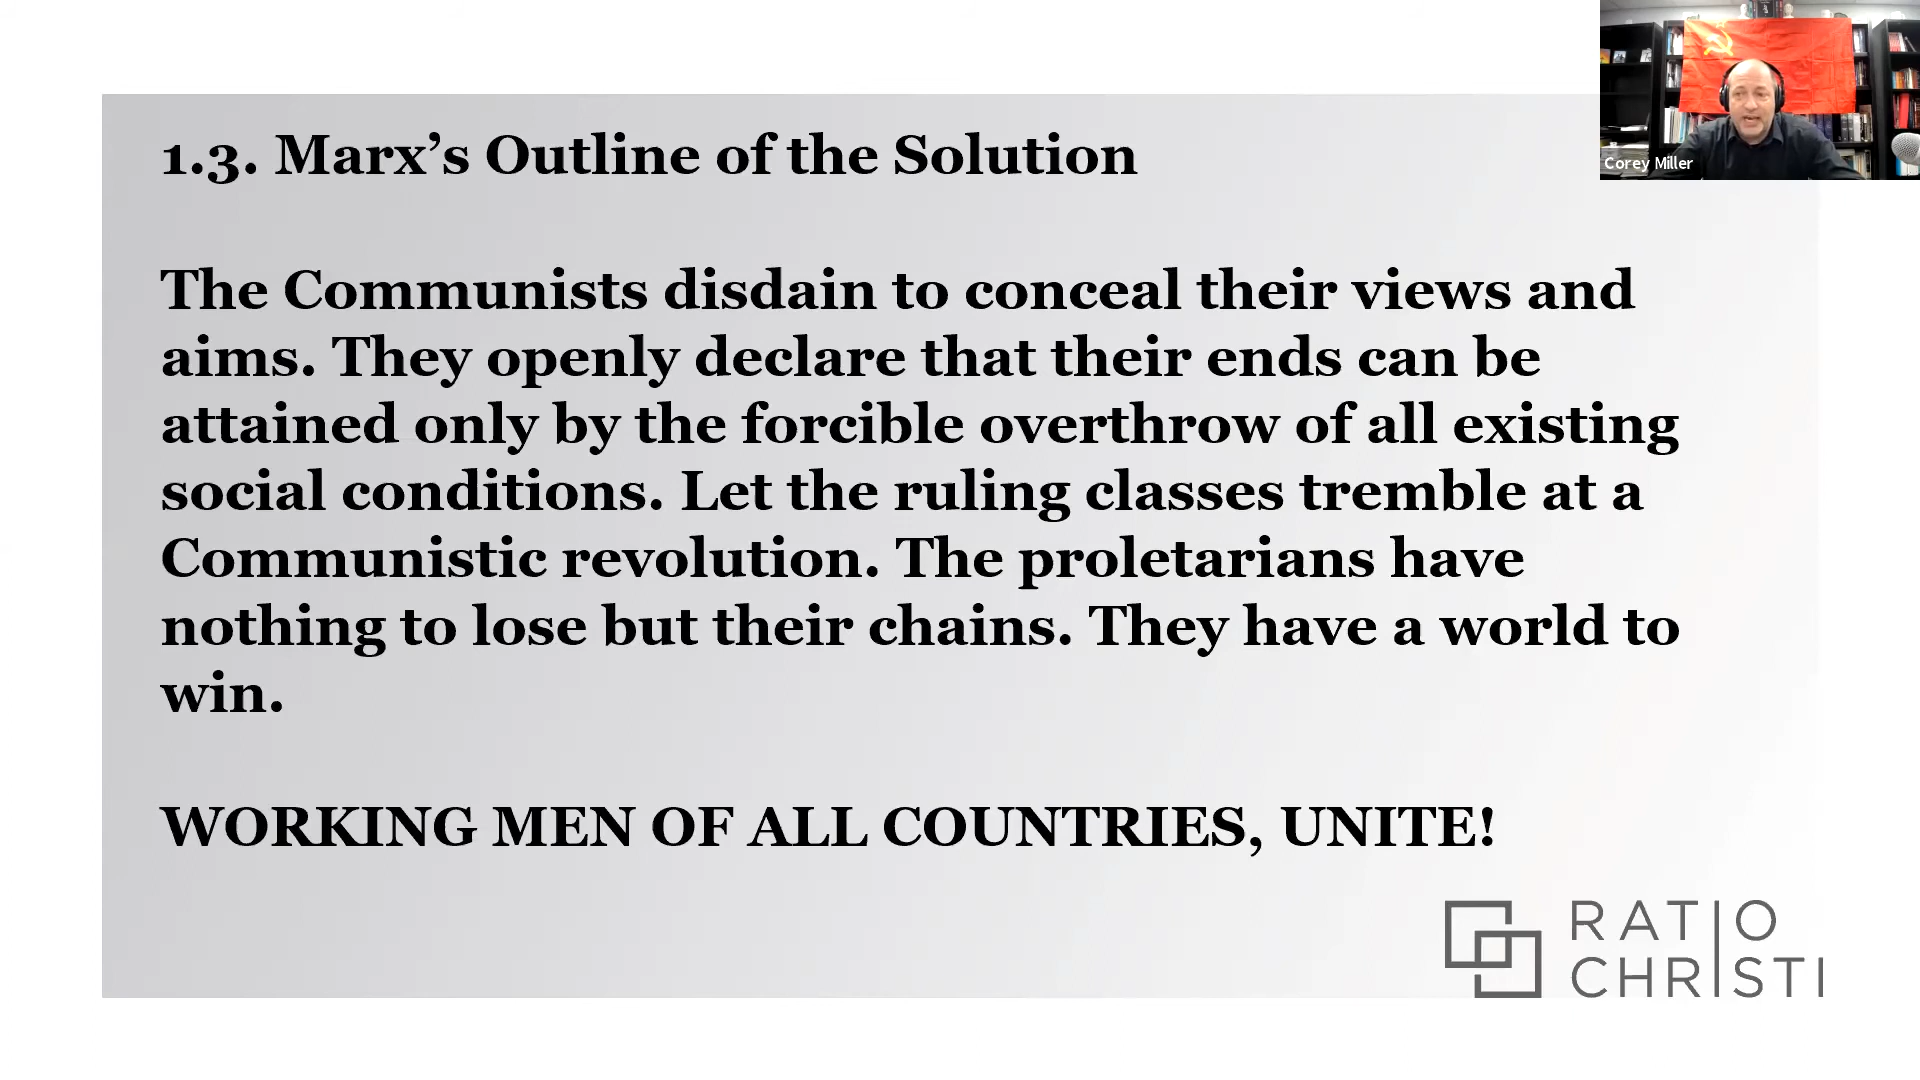 Corey Miller
1.3. Marx’s Outline of the Solution
The Communists disdain to conceal their views and
aims. They openly declare that their ends can be
attained only by the forcible overthrow of all existing
social conditions. Let the ruling classes tremble at a
Communistic revolution. The proletarians have
nothing to lose but their chains. They have a world to
win.
WORKING MEN OF ALL COUNTRIES, UNITE!
RATIO
CHRISTI